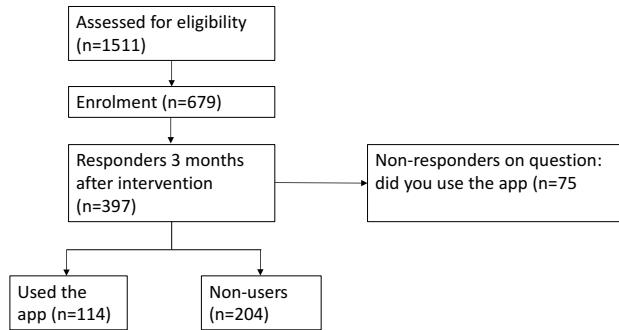 Assessed for eligibility
(n=1511)
Enrolment (n=679)
Responders 3 months
after intervention
(n=397)
Non-responders on question:
did you use the app (n=75
Used the
app (n=114)
Non-users
(n=204)